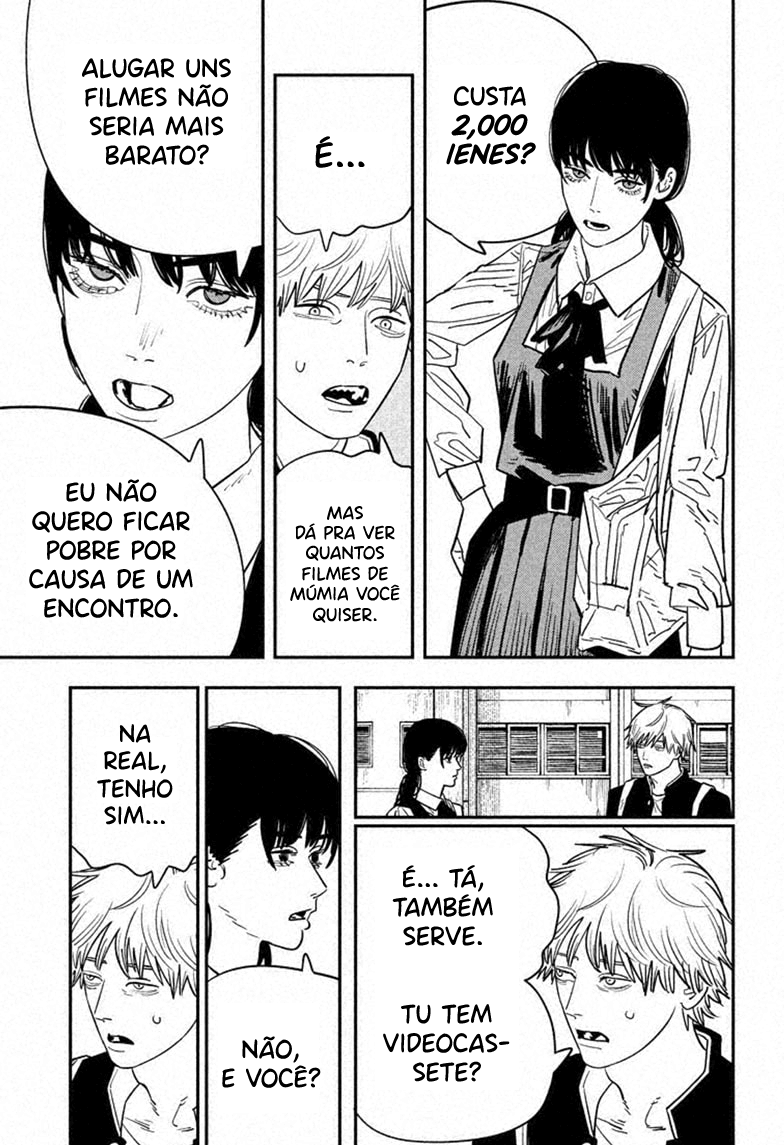 CUSTA
2,000
IENES?
É...
MAS
DÁ PRA VER
QUANTOS
FILMES DE
MÚMIA VOCÊ
QUISER.
ALUGAR UNS
FILMES NÃO
SERIA MAIS
BARATO?
EU NÃO
QUERO FICAR
POBRE POR
CAUSA DE UM
ENCONTRO.
É... TÁ,
TAMBÉM
SERVE.
TU TEM
VIDEOCAS-
SETE?
NÃO,
E VOCÊ?
NA
REAL,
TENHO
SIM...